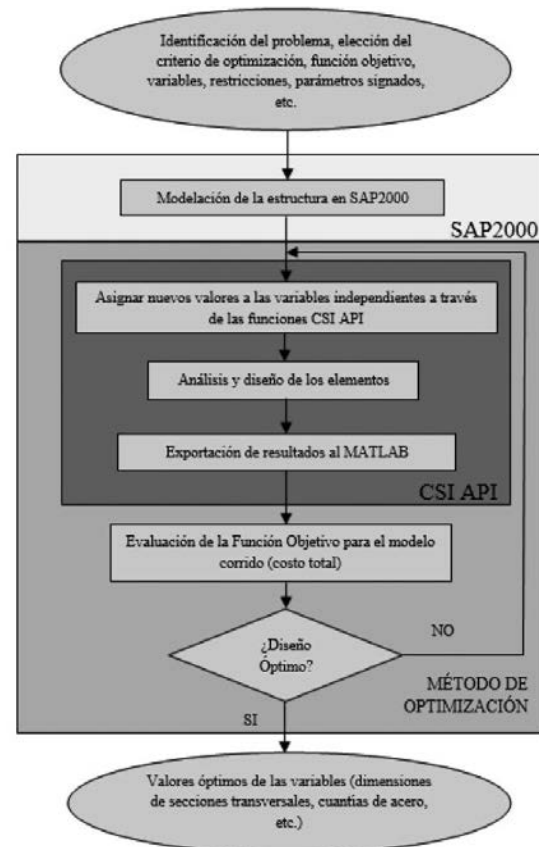 Identificación del problema, elección del
criterio de optimización, función objetivo,
variables, restricciones, parámetros signados,
etc.
Modelación de la estructura en SAP2000
SAP2000
Asignar nuevos valores a las variables independientes a través
de las funciones CSI API
Análisis y diseño de los elementos
Exportación de resultados al MATLAB
CSI API
Evaluación de la Función Objetivo para el modelo
corrido (costo total)
¿Diseño
Óptimo?
NO
MÉTODO DE
OPTIMIZACIÓN
SI
Valores óptimos de las variables (dimensiones
de secciones transversales, cuantías de acero,
etc.)